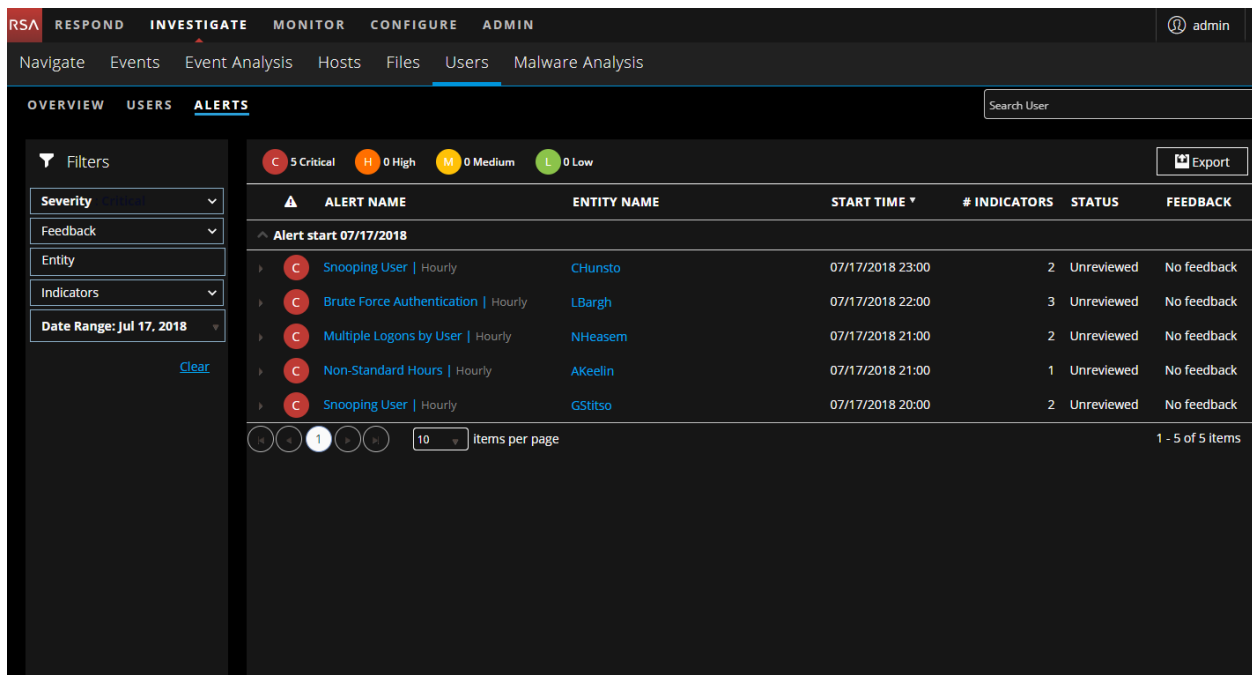 RSA RESPOND INVESTIGATE MONITOR CONFIGURE ADMIN admin
Navigate Events Event Analysis Hosts Files Users Malware Analysis
OVERVIEW USERS ALERTS Search User
Filters
Severity Critical
Feedback
Entity
Indicators
Date Range: Jul 17, 2018
Clear
C 5 Critical H 0 High M 0 Medium L 0 Low Export
ALERT NAME ENTITY NAME START TIME # INDICATORS STATUS FEEDBACK
Alert start 07/17/2018
C Snooping User | Hourly CHunsto 07/17/2018 23:00 2 Unreviewed No feedback
C Brute Force Authentication | Hourly LBargh 07/17/2018 22:00 3 Unreviewed No feedback
C Multiple Logons by User | Hourly NHeasem 07/17/2018 21:00 2 Unreviewed No feedback
C Non-Standard Hours | Hourly AKeelin 07/17/2018 21:00 1 Unreviewed No feedback
C Snooping User | Hourly GStitso 07/17/2018 20:00 2 Unreviewed No feedback
1 10 items per page 1 - 5 of 5 items